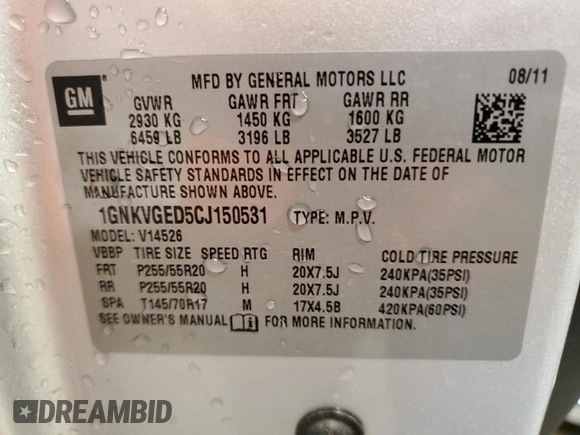 MFD BY GENERAL MOTORS LLC 08/11
GM
GVWR GAWR FRT GAWR RR
2930 KG 1450 KG 1600 KG
6459 LB 3196 LB 3527 LB
THIS VEHICLE CONFORMS TO ALL APPLICABLE U.S. FEDERAL MOTOR
VEHICLE SAFETY STANDARDS IN EFFECT ON THE DATE OF
MANUFACTURE SHOWN ABOVE.
1GNKVGED5CJ150531 TYPE: M.P.V.
MODEL: V14526
VBBP TIRE SIZE SPEED RTG RIM COLD TIRE PRESSURE
FRT P255/55R20 H 20X7.5J 240KPA(35PSI)
RR P255/55R20 H 20X7.5J 240KPA(35PSI)
SPA T145/70R17 M 17X4.5B 420KPA(60PSI)
SEE OWNER'S MANUAL FOR MORE INFORMATION.
DREAMBID